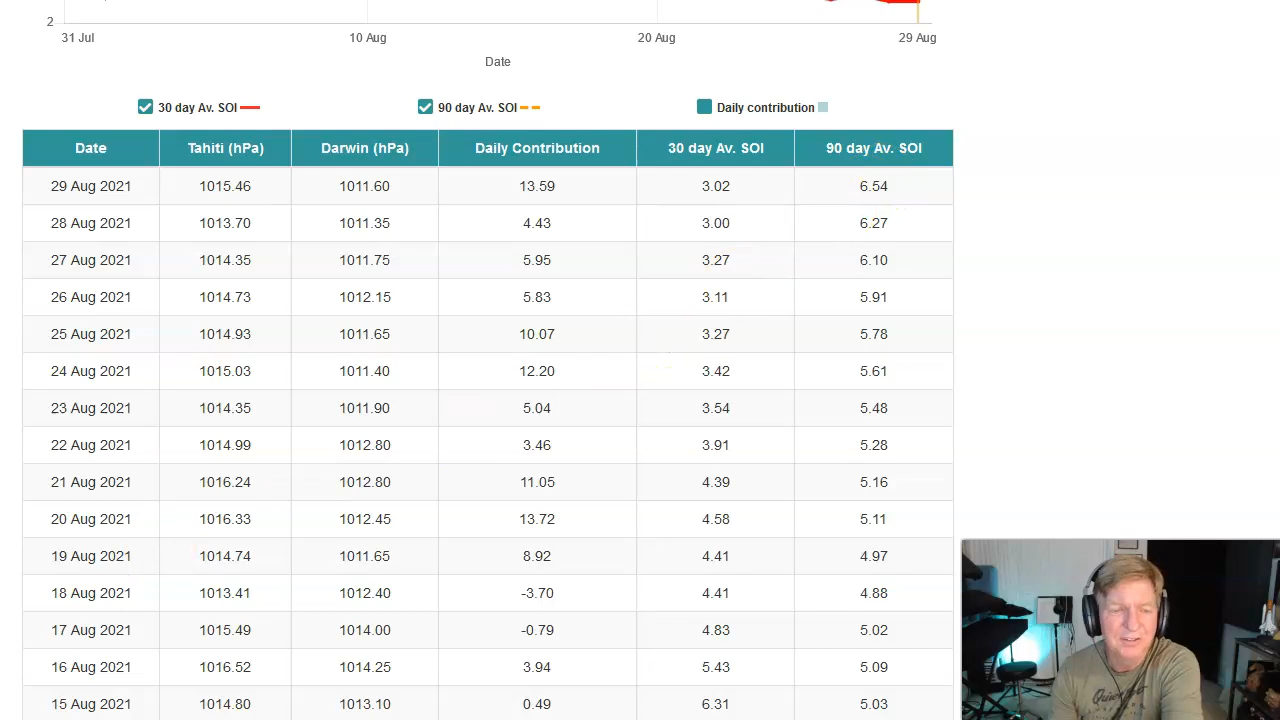 2
31 Jul 10 Aug 20 Aug 29 Aug
Date
30 day Av. SOI 90 day Av. SOI Daily contribution
Date Tahiti (hPa) Darwin (hPa) Daily Contribution 30 day Av. SOI 90 day Av. SOI
29 Aug 2021 1015.46 1011.60 13.59 3.02 6.54
28 Aug 2021 1013.70 1011.35 4.43 3.00 6.27
27 Aug 2021 1014.35 1011.75 5.95 3.27 6.10
26 Aug 2021 1014.73 1012.15 5.83 3.11 5.91
25 Aug 2021 1014.93 1011.65 10.07 3.27 5.78
24 Aug 2021 1015.03 1011.40 12.20 3.42 5.61
23 Aug 2021 1014.35 1011.90 5.04 3.54 5.48
22 Aug 2021 1014.99 1012.80 3.46 3.91 5.28
21 Aug 2021 1016.24 1012.80 11.05 4.39 5.16
20 Aug 2021 1016.33 1012.45 13.72 4.58 5.11
19 Aug 2021 1014.74 1011.65 8.92 4.41 4.97
18 Aug 2021 1013.41 1012.40 -3.70 4.41 4.88
17 Aug 2021 1015.49 1014.00 -0.79 4.83 5.02
16 Aug 2021 1016.52 1014.25 3.94 5.43 5.09
15 Aug 2021 1014.80 1013.10 0.49 6.31 5.03